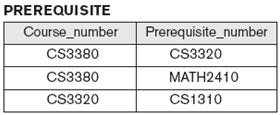 PREREQUISITE
Course_number Prerequisite_number
CS3380 CS3320
CS3380 MATH2410
CS3320 CS1310